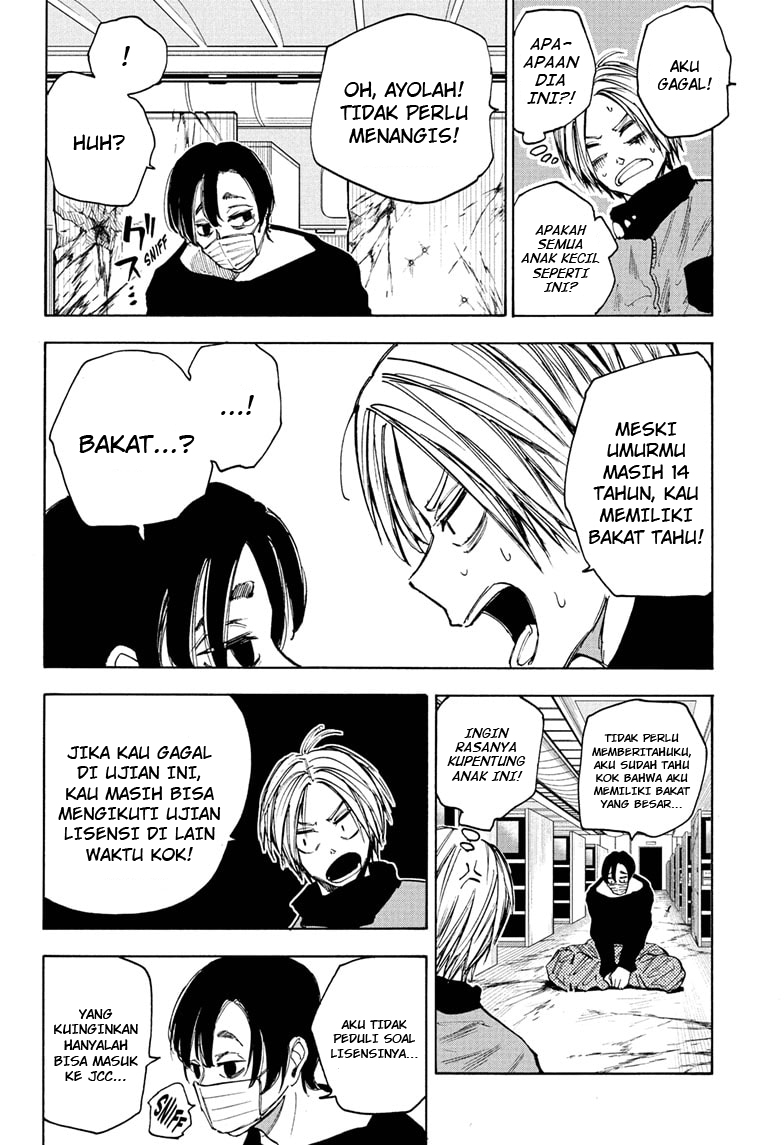 AKU
GAGAL!
APA-
APAAN
DIA
INI?!
APAKAH
SEMUA
ANAK KECIL
SEPERTI
INI?
OH, AYOLAH!
TIDAK PERLU
MENANGIS!
!
HUH?
グス…
SNIFF
MESKI
UMURMU
MASIH 14
TAHUN, KAU
MEMILIKI
BAKAT TAHU!
...!
BAKAT...?
TIDAK PERLU
MEMBERITAHUKU,
AKU SUDAH TAHU
KOK BAHWA AKU
MEMILIKI BAKAT
YANG BESAR...
INGIN
RASANYA
KUPENTUNG
ANAK INI!
JIKA KAU GAGAL
DI UJIAN INI,
KAU MASIH BISA
MENGIKUTI UJIAN
LISENSI DI LAIN
WAKTU KOK!
AKU TIDAK
PEDULI SOAL
LISENSINYA...
YANG
KUINGINKAN
HANYALAH
BISA MASUK
KE JCC...
SNIFF